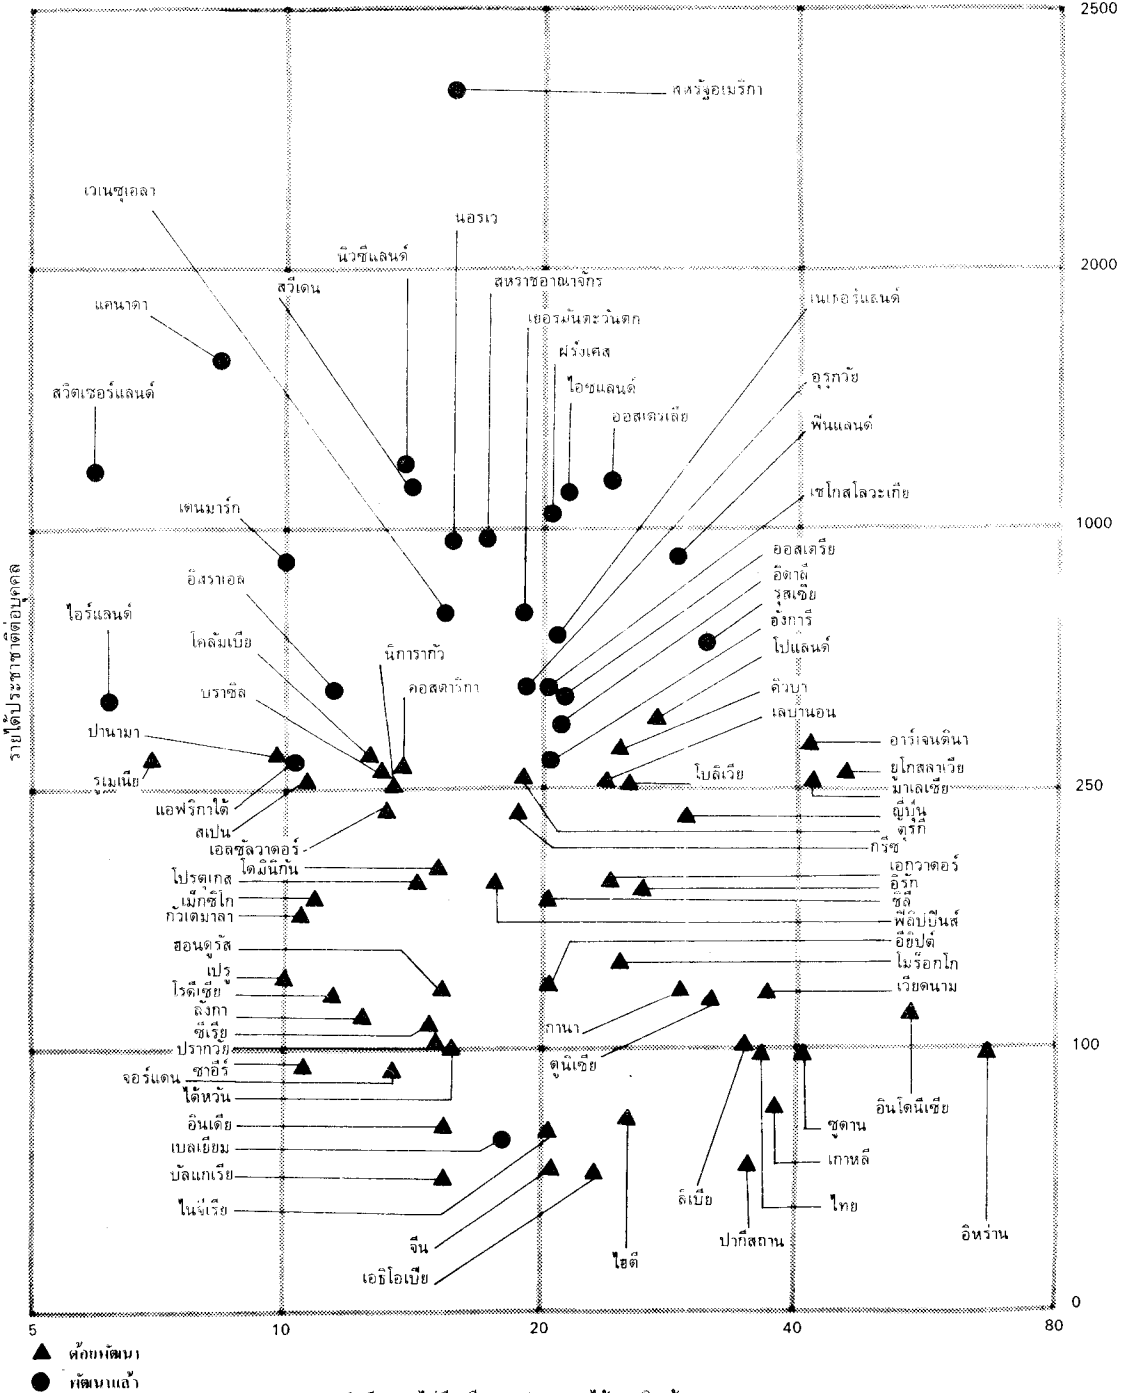 2500
สหรัฐอเมริกา
เวเนซุเอลา
นอรเว
นิวซีแลนด์
2000
สวีเดน
สหราชอาณาจักร
เนเธอร์แลนด์
แคนาดา
เยอรมันตะวันตก
ฝรั่งเศส
อุรุกวัย
สวิตเซอร์แลนด์
ไอซแลนด์
ออสเตรเลีย
ฟินแลนด์
เชโกสโลวะเกีย
เดนมาร์ก
1000
ออสเตรีย
อิสราเอล
อิตาลี
รุสเซีย
ไอร์แลนด์
ฮังการี
โคลัมเบีย
นิการากัว
โปแลนด์
บราซิล
คอสตาริกา
คิวบา
เลบานอน
ปานามา
อาร์เจนตินา
รูเมเนีย
โบลิเวีย
ยูโกสลาเวีย
มาเลเซีย
250
แอฟริกาใต้
ญี่ปุ่น
สเปน
ตุรกี
เอลซัลวาดอร์
กรีซ
โดมินิกัน
เอกวาดอร์
โปรตุเกส
อิรัก
เม็กซิโก
ชิลี
กัวเตมาลา
ฟิลิปปินส์
ฮอนดูรัส
อียิปต์
เปรู
โมร็อกโก
โรดีเซีย
เวียดนาม
ลังกา
ซีเรีย
กานา
ปรากวัย
100
ซาอีร์
ตูนิเซีย
จอร์แดน
ไต้หวัน
อินโดนีเซีย
อินเดีย
ซูดาน
เบลเยียม
เกาหลี
บัลแกเรีย
ลิเบีย
ไนจีเรีย
ไทย
จีน
ปากีสถาน
อิหร่าน
ไฮติ
เอธิโอเปีย
รายได้ประชาชาติต่อบุคคล
0
5
10
20
40
80
ด้อยพัฒนา
พัฒนาแล้ว